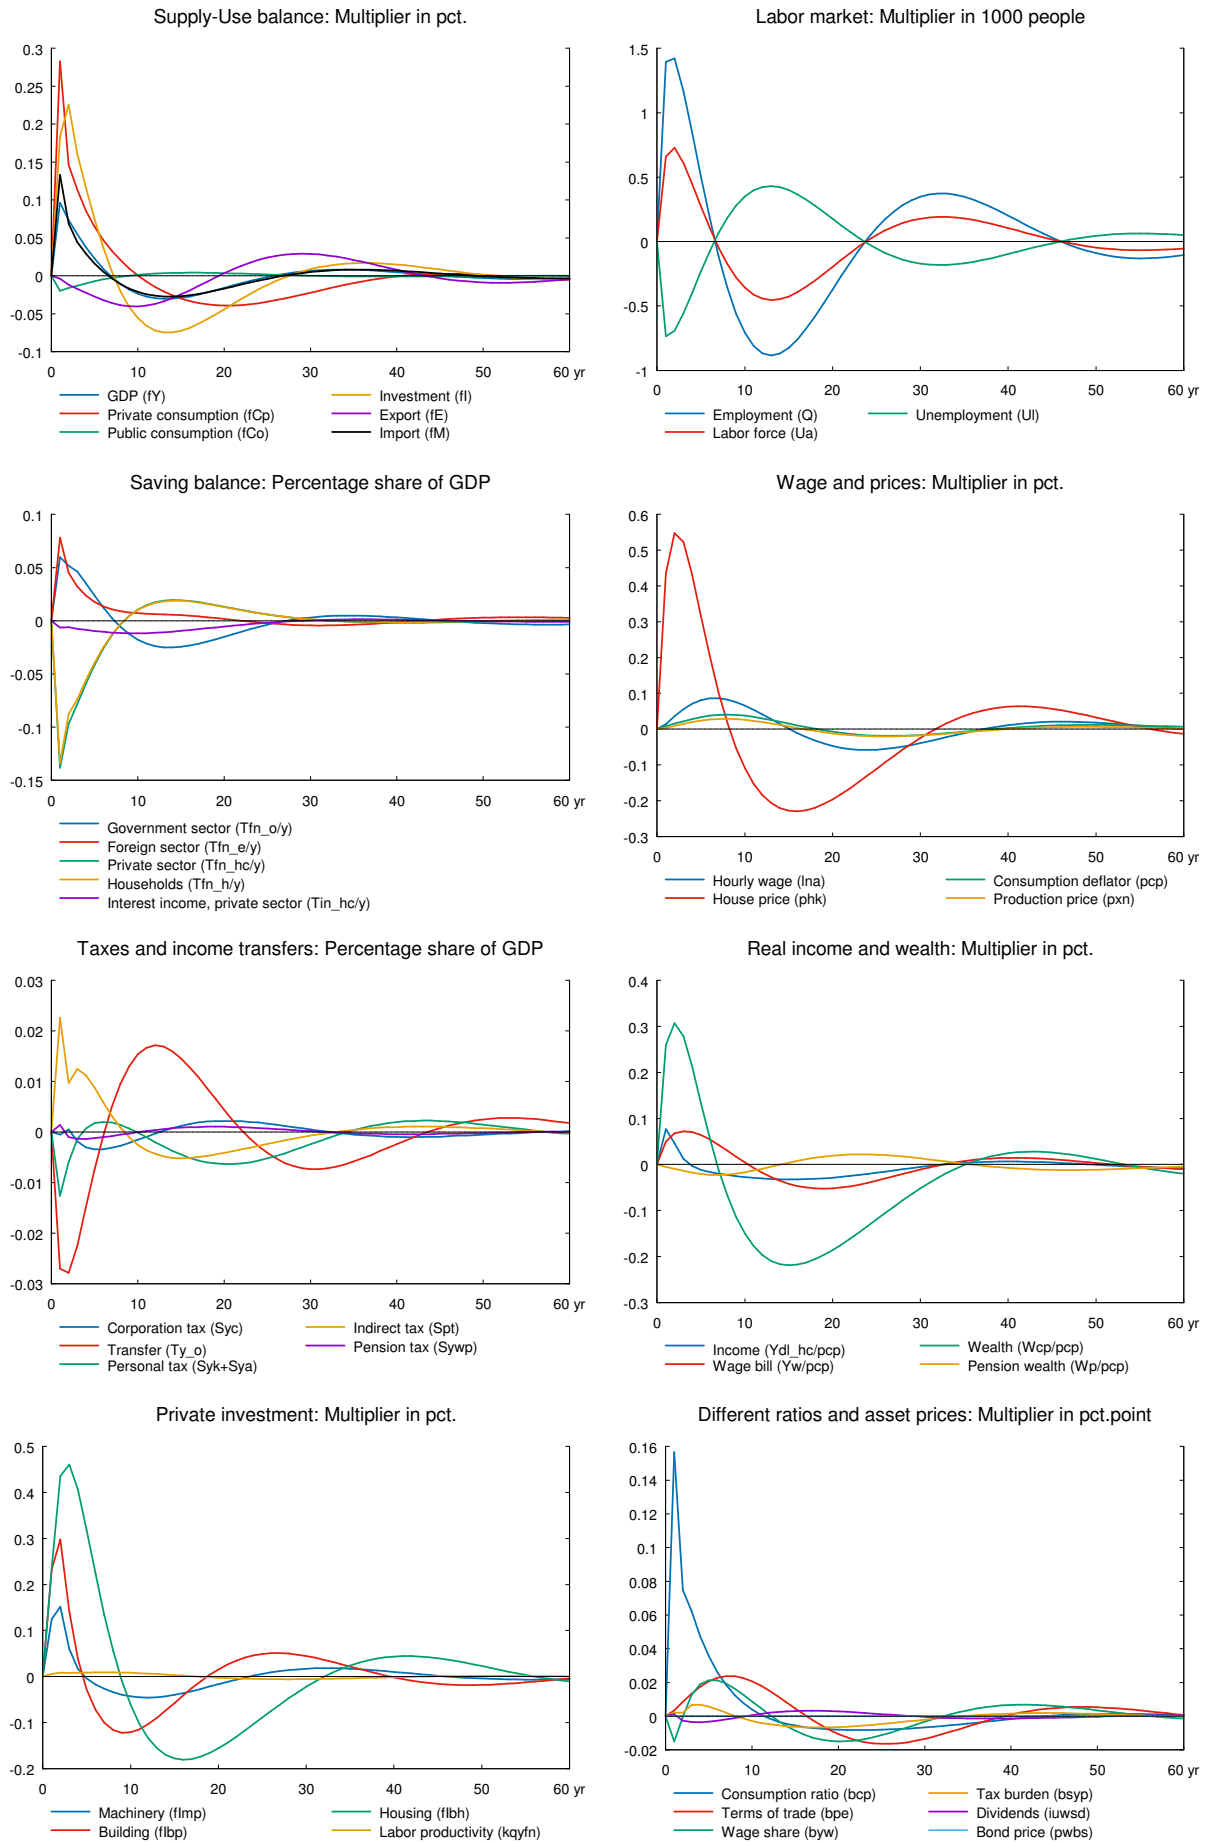 Supply-Use balance: Multiplier in pct.
0.3
0.25
0.2
0.15
0.1
0.05
0
-0.05
-0.1
0 10 20 30 40 50 60 yr
GDP (fY) Investment (fI)
Private consumption (fCp) Export (fE)
Public consumption (fCo) Import (fM)
Labor market: Multiplier in 1000 people
1.5
1
0.5
0
-0.5
-1
0 10 20 30 40 50 60 yr
Employment (Q) Unemployment (Ul)
Labor force (Ua)
Saving balance: Percentage share of GDP
0.1
0.05
0
-0.05
-0.1
-0.15
0 10 20 30 40 50 60 yr
Government sector (Tfn_o/y)
Foreign sector (Tfn_e/y)
Private sector (Tfn_hc/y)
Households (Tfn_h/y)
Interest income, private sector (Tin_hc/y)
Wage and prices: Multiplier in pct.
0.6
0.5
0.4
0.3
0.2
0.1
0
-0.1
-0.2
-0.3
0 10 20 30 40 50 60 yr
Hourly wage (lna) Consumption deflator (pcp)
House price (phk) Production price (pxn)
Taxes and income transfers: Percentage share of GDP
0.03
0.02
0.01
0
-0.01
-0.02
-0.03
0 10 20 30 40 50 60 yr
Corporation tax (Syc) Indirect tax (Spt)
Transfer (Ty_o) Pension tax (Sywp)
Personal tax (Syk+Sya)
Real income and wealth: Multiplier in pct.
0.4
0.3
0.2
0.1
0
-0.1
-0.2
-0.3
0 10 20 30 40 50 60 yr
Income (Ydl_hc/pcp) Wealth (Wcp/pcp)
Wage bill (Yw/pcp) Pension wealth (Wp/pcp)
Private investment: Multiplier in pct.
0.5
0.4
0.3
0.2
0.1
0
-0.1
-0.2
0 10 20 30 40 50 60 yr
Machinery (fImp) Housing (fIbh)
Building (fIbp) Labor productivity (kqyfn)
Different ratios and asset prices: Multiplier in pct.point
0.16
0.14
0.12
0.1
0.08
0.06
0.04
0.02
0
-0.02
0 10 20 30 40 50 60 yr
Consumption ratio (bcp) Tax burden (bsyp)
Terms of trade (bpe) Dividends (iuwsd)
Wage share (byw) Bond price (pwbs)